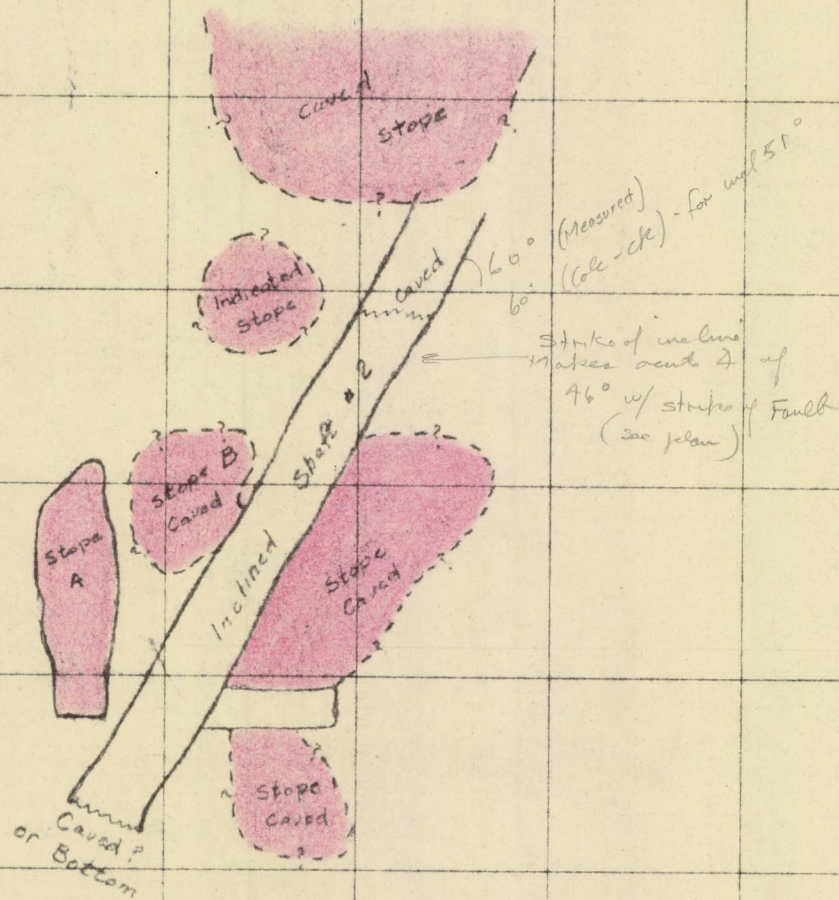 Caved
Stope
60° (Measured)
60° (Calc-ck) - for incl 51°
Caved
Indicated
Stope
Strike of incline
makes acute ∠ of
46° w/ strike of Fault
(see plan)
Inclined Shaft #2
Stope B
Caved
Stope
A
Stope
Caved
Stope
Caved
Caved?
or Bottom